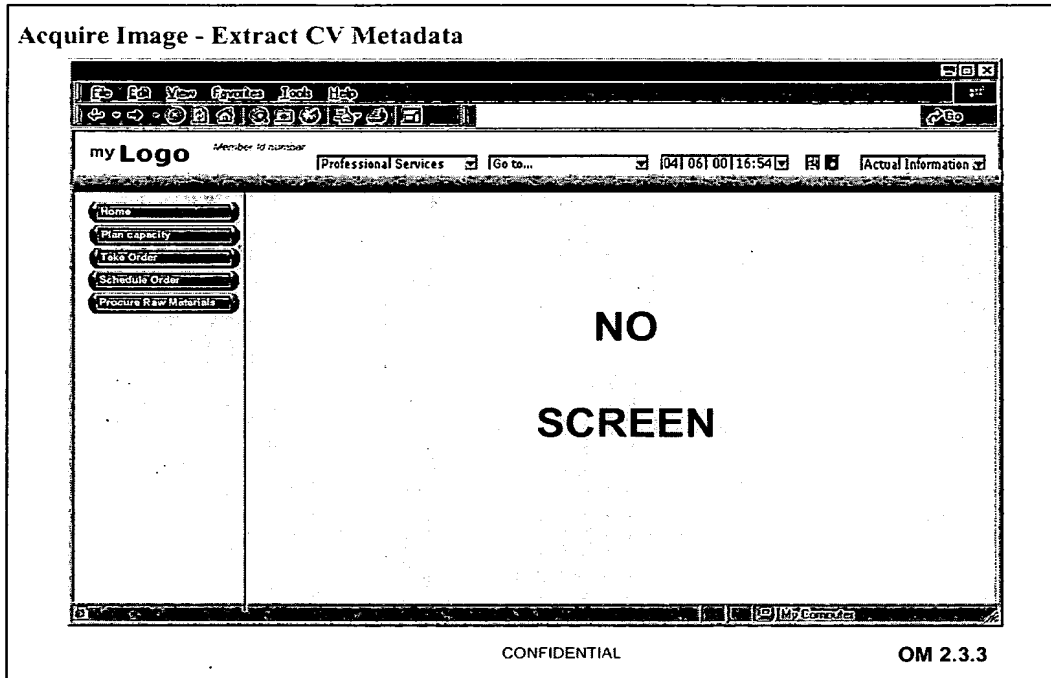 Acquire Image - Extract CV Metadata
File Edit View Favorites Tools Help
Go
my Logo Member Id number Professional Services Go to... 04 06 00 16:54 Actual Information
Home
Plan capacity
Take Order
Schedule Order
Procure Raw Materials
NO
SCREEN
My Computer
CONFIDENTIAL OM 2.3.3